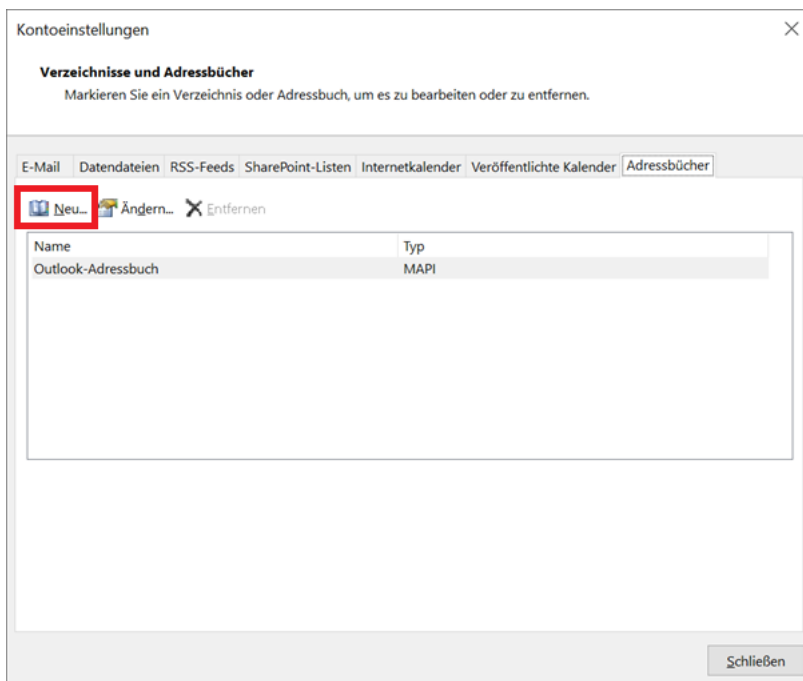 Kontoeinstellungen
Verzeichnisse und Adressbücher
Markieren Sie ein Verzeichnis oder Adressbuch, um es zu bearbeiten oder zu entfernen.
E-Mail Datendateien RSS-Feeds SharePoint-Listen Internetkalender Veröffentlichte Kalender Adressbücher
Neu... Ändern... Entfernen
Name Typ
Outlook-Adressbuch MAPI
Schließen